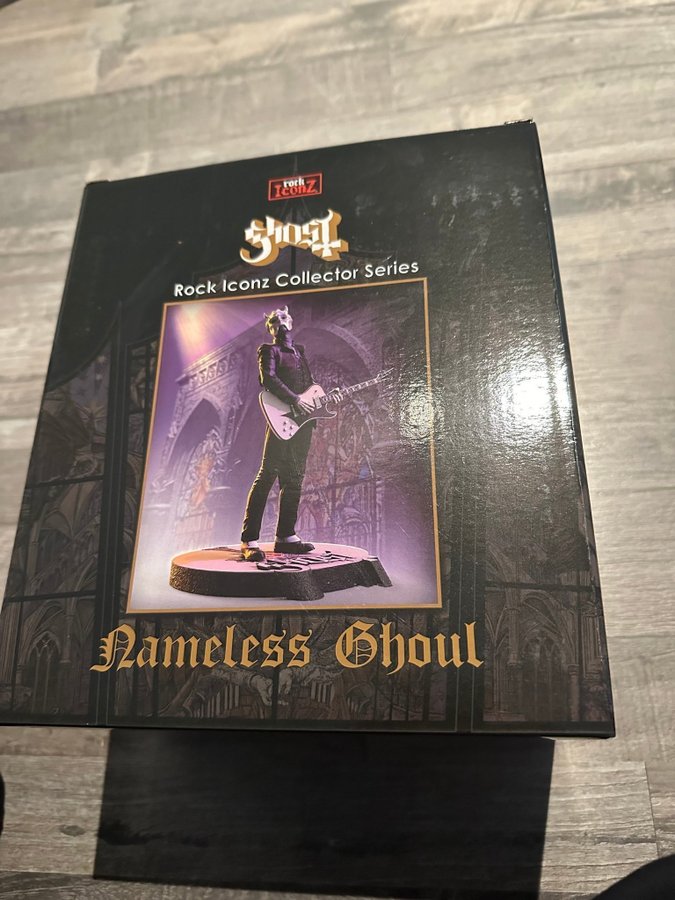 rock
IconZ
Ghost
Rock Iconz Collector Series
Nameless Ghoul